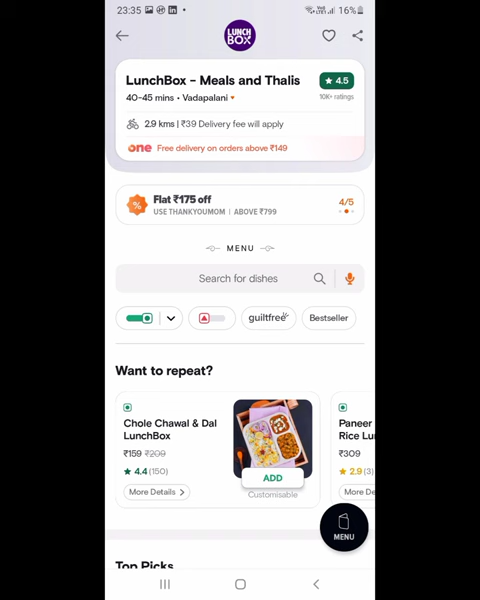 23:35
16%
LUNCH
BOX
LunchBox - Meals and Thalis
4.5
40-45 mins • Vadapalani
10K+ ratings
2.9 kms | ₹39 Delivery fee will apply
one Free delivery on orders above ₹149
Flat ₹175 off
4/5
USE THANKYOUMOM | ABOVE ₹799
MENU
Search for dishes
guiltfree
Bestseller
Want to repeat?
Chole Chawal & Dal
LunchBox
₹159 ₹209
4.4 (150)
More Details >
ADD
Customisable
Paneer
Rice Lu
₹309
2.9 (3)
More De
MENU
Top Picks